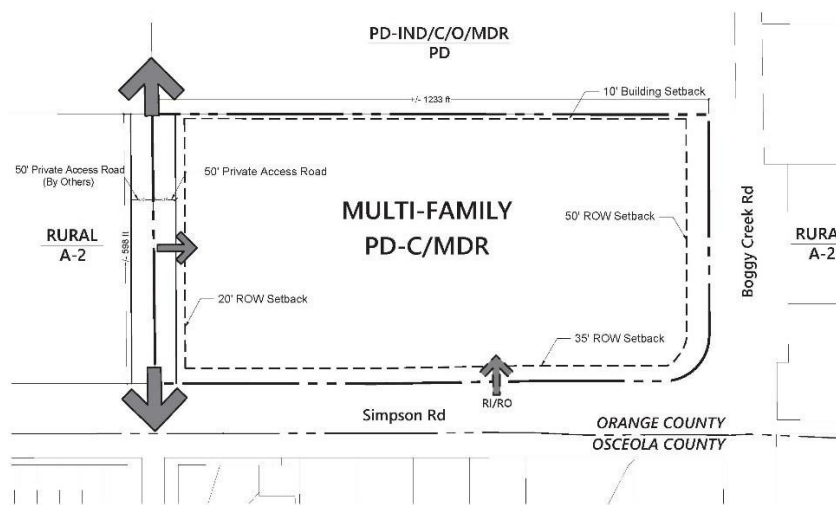 PD-IND/C/O/MDR
PD
+/- 1233 ft
10' Building Setback
50' Private Access Road
(By Others)
50' Private Access Road
MULTI-FAMILY
PD-C/MDR
50' ROW Setback
Boggy Creek Rd
RURAL
A-2
+/- 598 ft
RURA
A-2
20' ROW Setback
35' ROW Setback
RI/RO
Simpson Rd
ORANGE COUNTY
OSCEOLA COUNTY